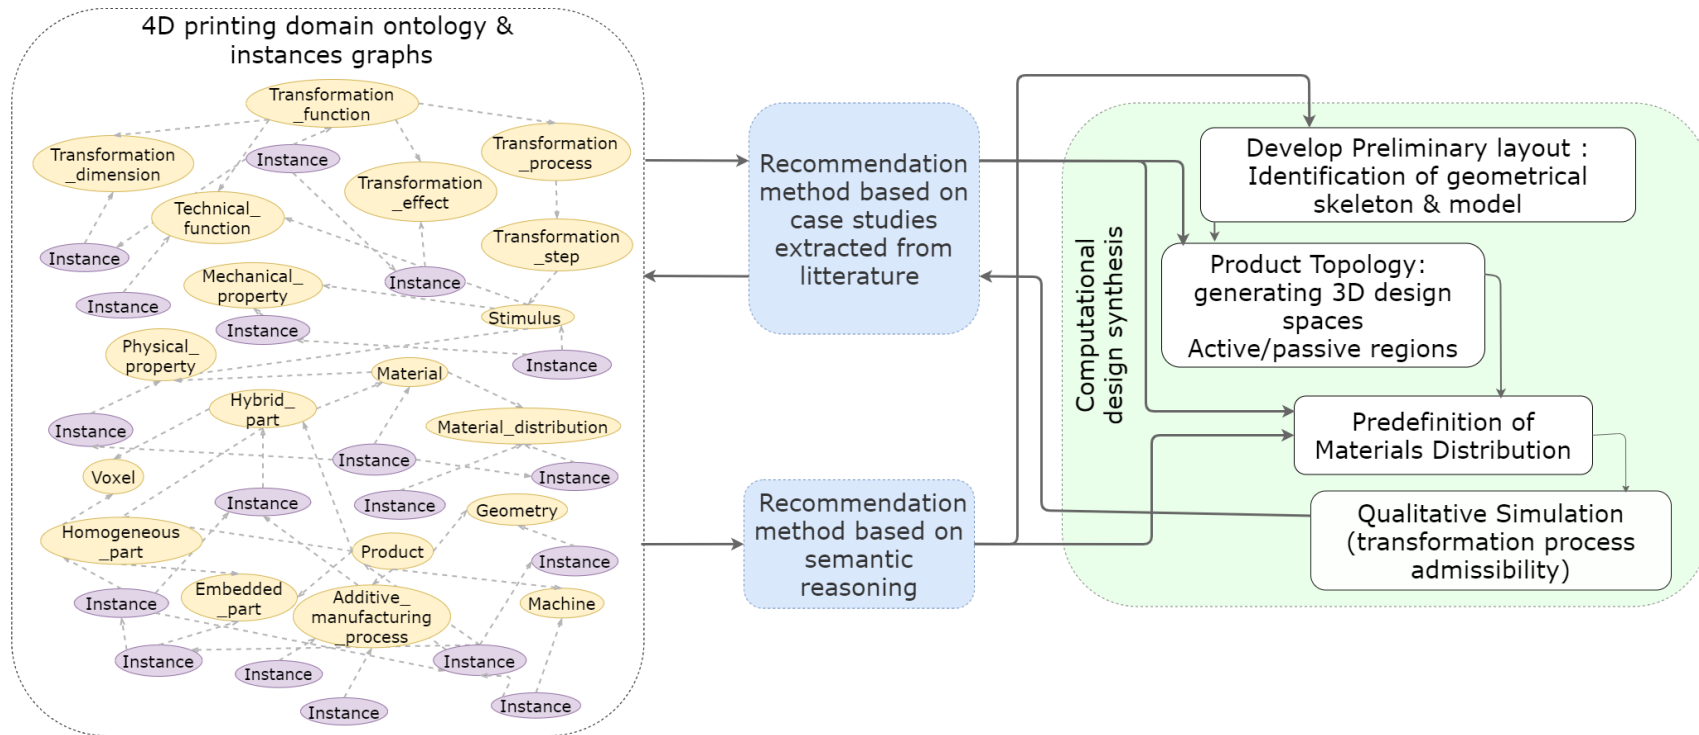 4D printing domain ontology &
instances graphs
Transformation
_function
Transformation
_dimension
Instance
Transformation
_process
Transformation
_effect
Technical_
function
Transformation
_step
Instance
Instance
Mechanical_
property
Instance
Instance
Stimulus
Physical_
property
Instance
Material
Hybrid_
part
Instance
Material_distribution
Instance
Voxel
Instance
Instance
Instance
Geometry
Homogeneous
_part
Product
Instance
Embedded
_part
Additive_
manufacturing
_process
Machine
Instance
Instance
Instance
Instance
Instance
Instance
Recommendation
method based on
case studies
extracted from
litterature
Recommendation
method based on
semantic
reasoning
Computational
design synthesis
Develop Preliminary layout :
Identification of geometrical
skeleton & model
Product Topology:
generating 3D design
spaces
Active/passive regions
Predefinition of
Materials Distribution
Qualitative Simulation
(transformation process
admissibility)